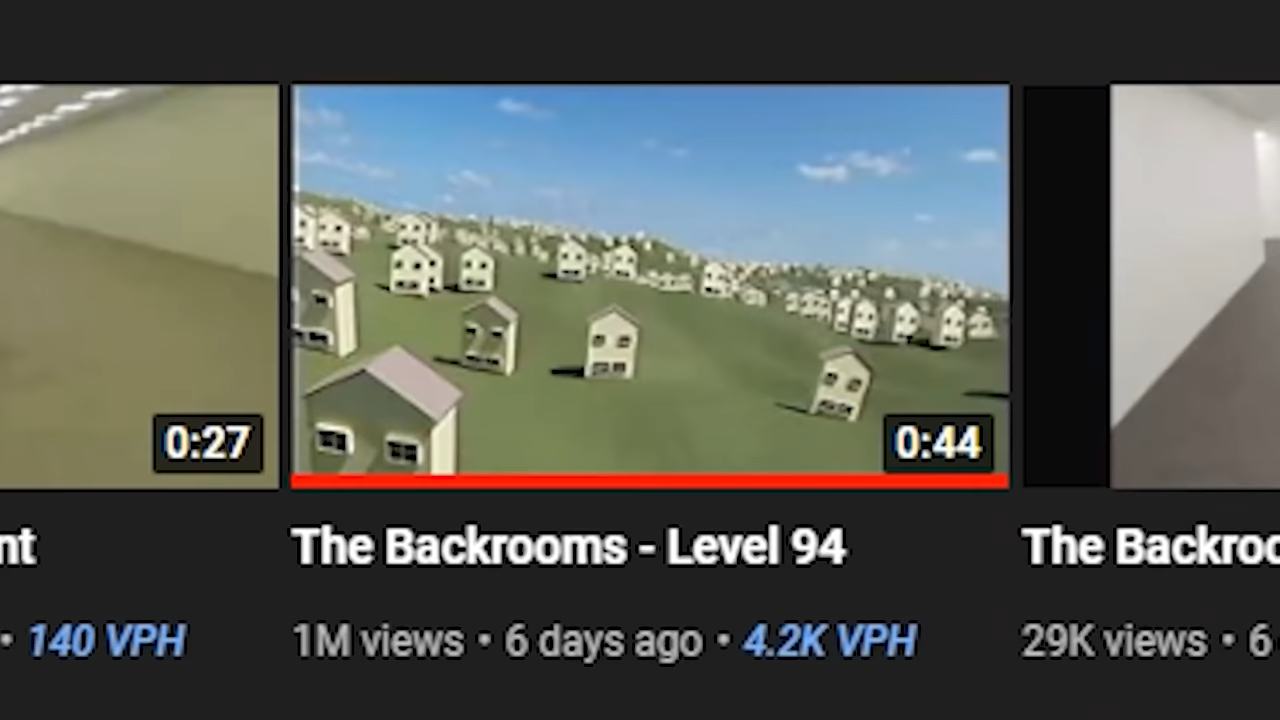 0:27
0:44
nt
The Backrooms - Level 94
The Backroo
• 140 VPH
1M views • 6 days ago • 4.2K VPH
29K views • 6